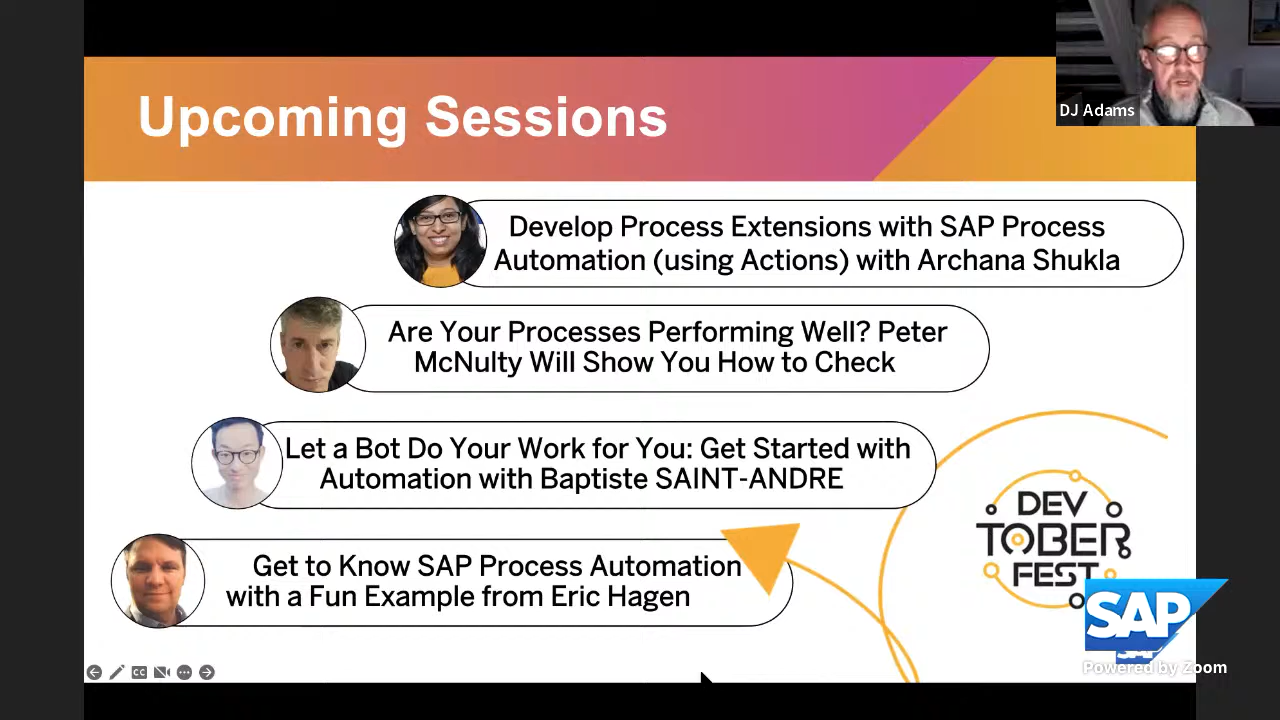 Upcoming Sessions
DJ Adams
Develop Process Extensions with SAP Process
Automation (using Actions) with Archana Shukla
Are Your Processes Performing Well? Peter
McNulty Will Show You How to Check
Let a Bot Do Your Work for You: Get Started with
Automation with Baptiste SAINT-ANDRE
Get to Know SAP Process Automation
with a Fun Example from Eric Hagen
DEV
TOBER
FEST
SAP
SAP
Powered by Zoom
CC